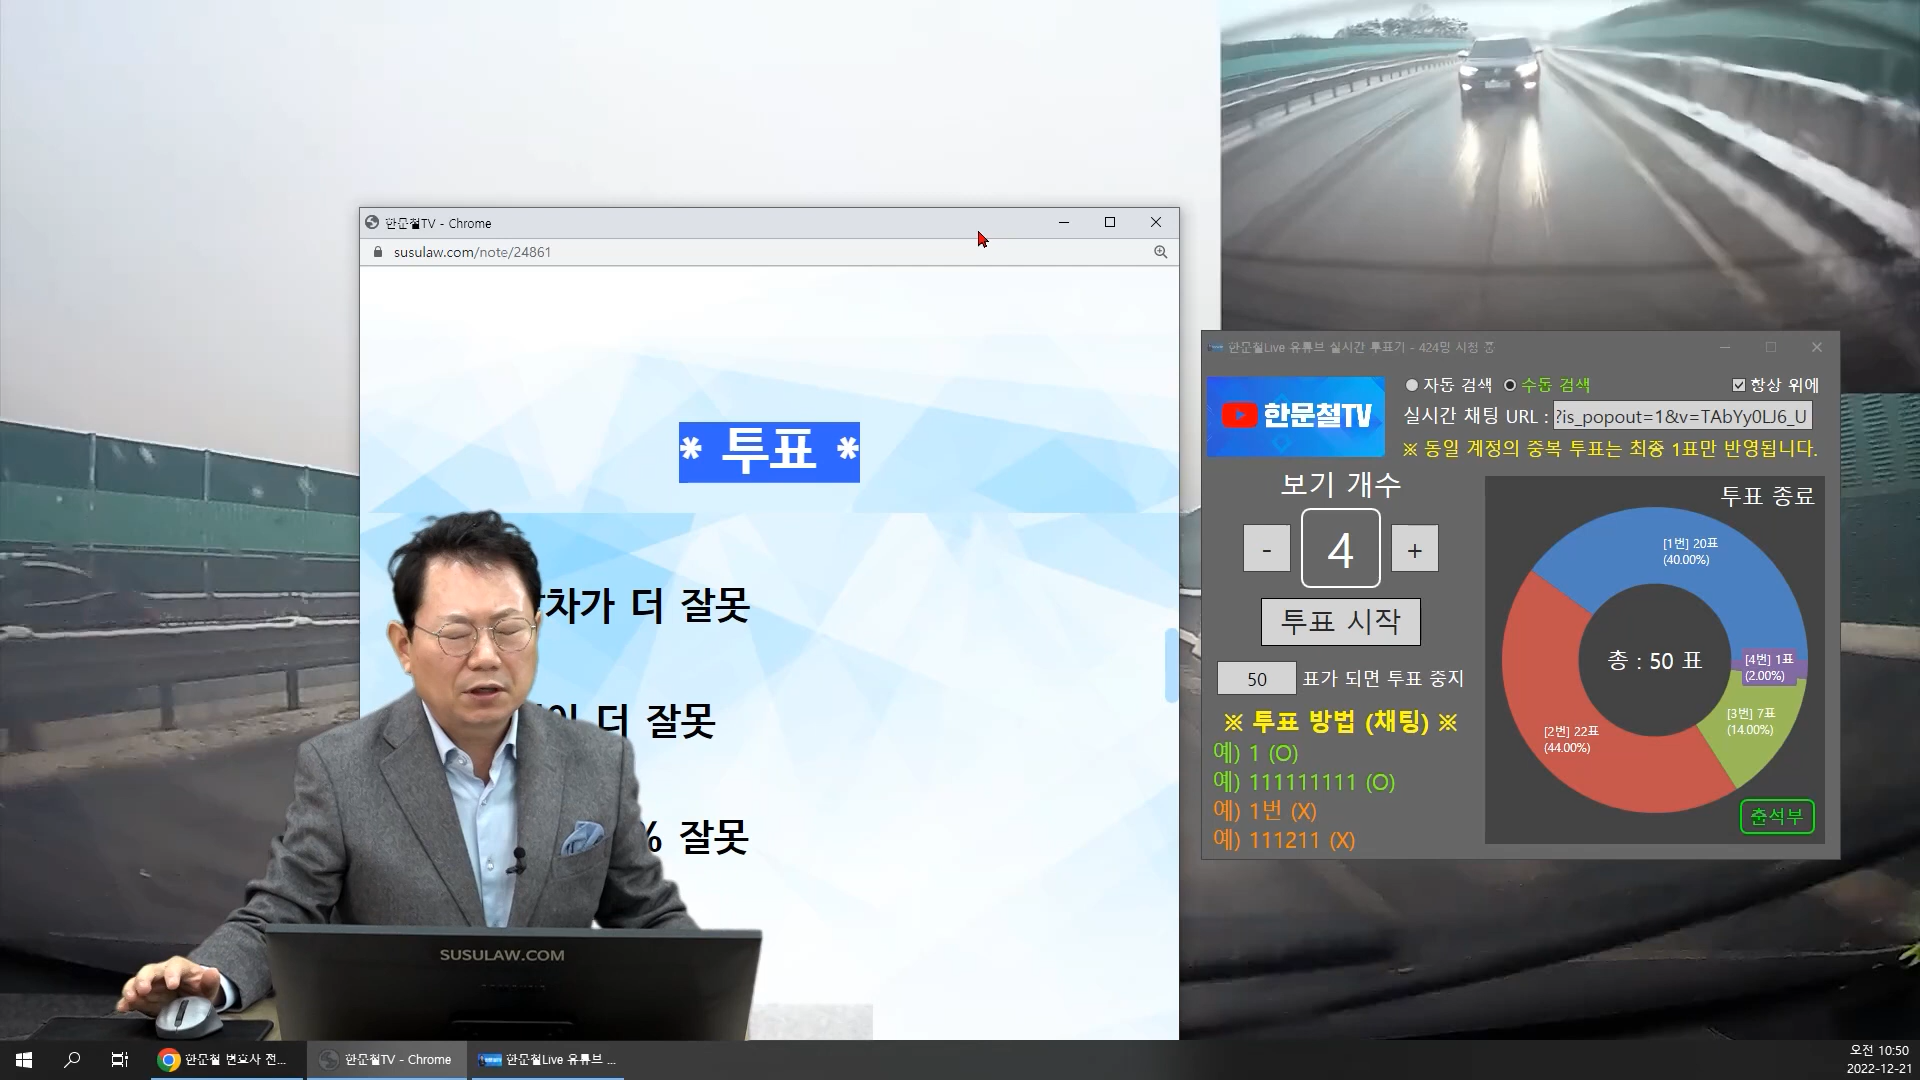 한문철TV - Chrome
susulaw.com/note/24861
* 투표 *
차가 더 잘못
더 잘못
% 잘못
SUSULAW.COM
한문철Live 유튜브 실시간 투표기 - 424명 시청 중
한문철TV
자동 검색 수동 검색 항상 위에
실시간 채팅 URL : ?is_popout=1&v=TAbYy0LJ6_U
※ 동일 계정의 중복 투표는 최종 1표만 반영됩니다.
보기 개수
- 4 +
투표 시작
50 표가 되면 투표 중지
※ 투표 방법 (채팅) ※
예) 1 (O)
예) 111111111 (O)
예) 1번 (X)
예) 111211 (X)
투표 종료
[1번] 20표
(40.00%)
총 : 50 표
[4번] 1표
(2.00%)
[3번] 7표
(14.00%)
[2번] 22표
(44.00%)
출석부
한문철 변호사 전...
한문철TV - Chrome
한문철Live 유튜브 ...
오전 10:50
2022-12-21